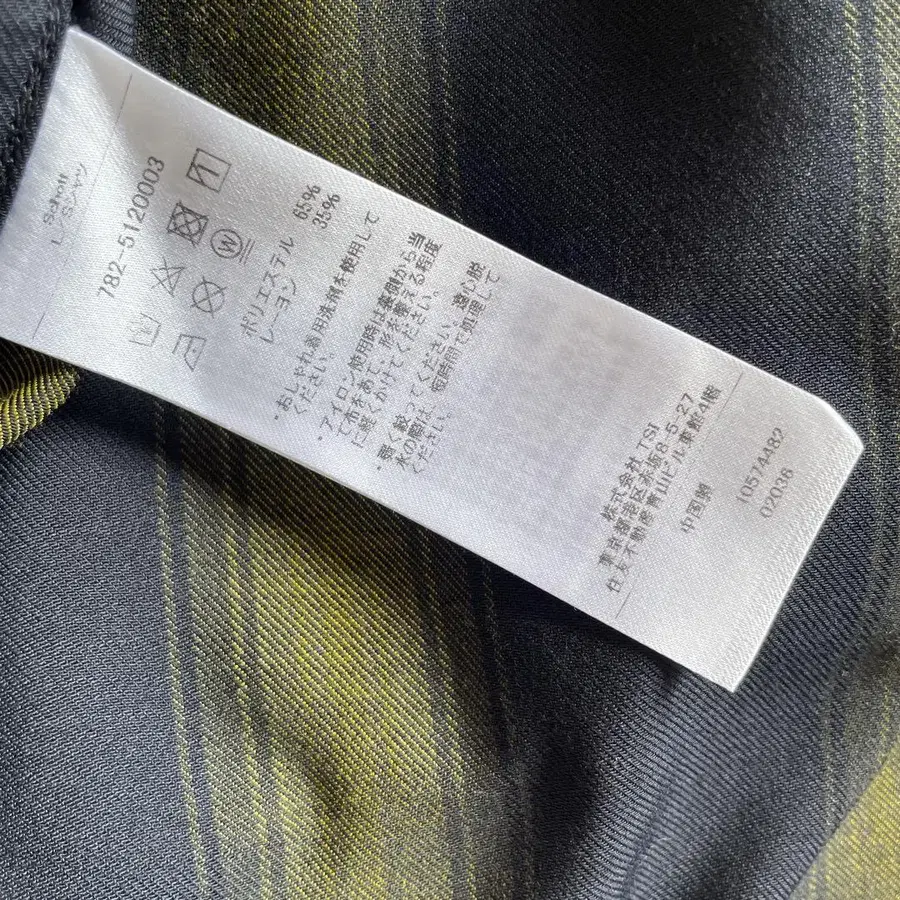 Schott
L／Sシャツ
782-5120003
ポリエステル 65%
レーヨン 35%
・おしゃれ着用洗剤を使用して
ください。
・アイロン使用時は裏側から当
て布をあて、形を整える程度
に軽くかけてください。
・悪く絞ってください。遠心脱
水の際は、短時間で処理して
ください。
株式会社 TSI
東京都港区赤坂8-5-27
住友不動産青山ビル東館4階
中国製
10574482
02036